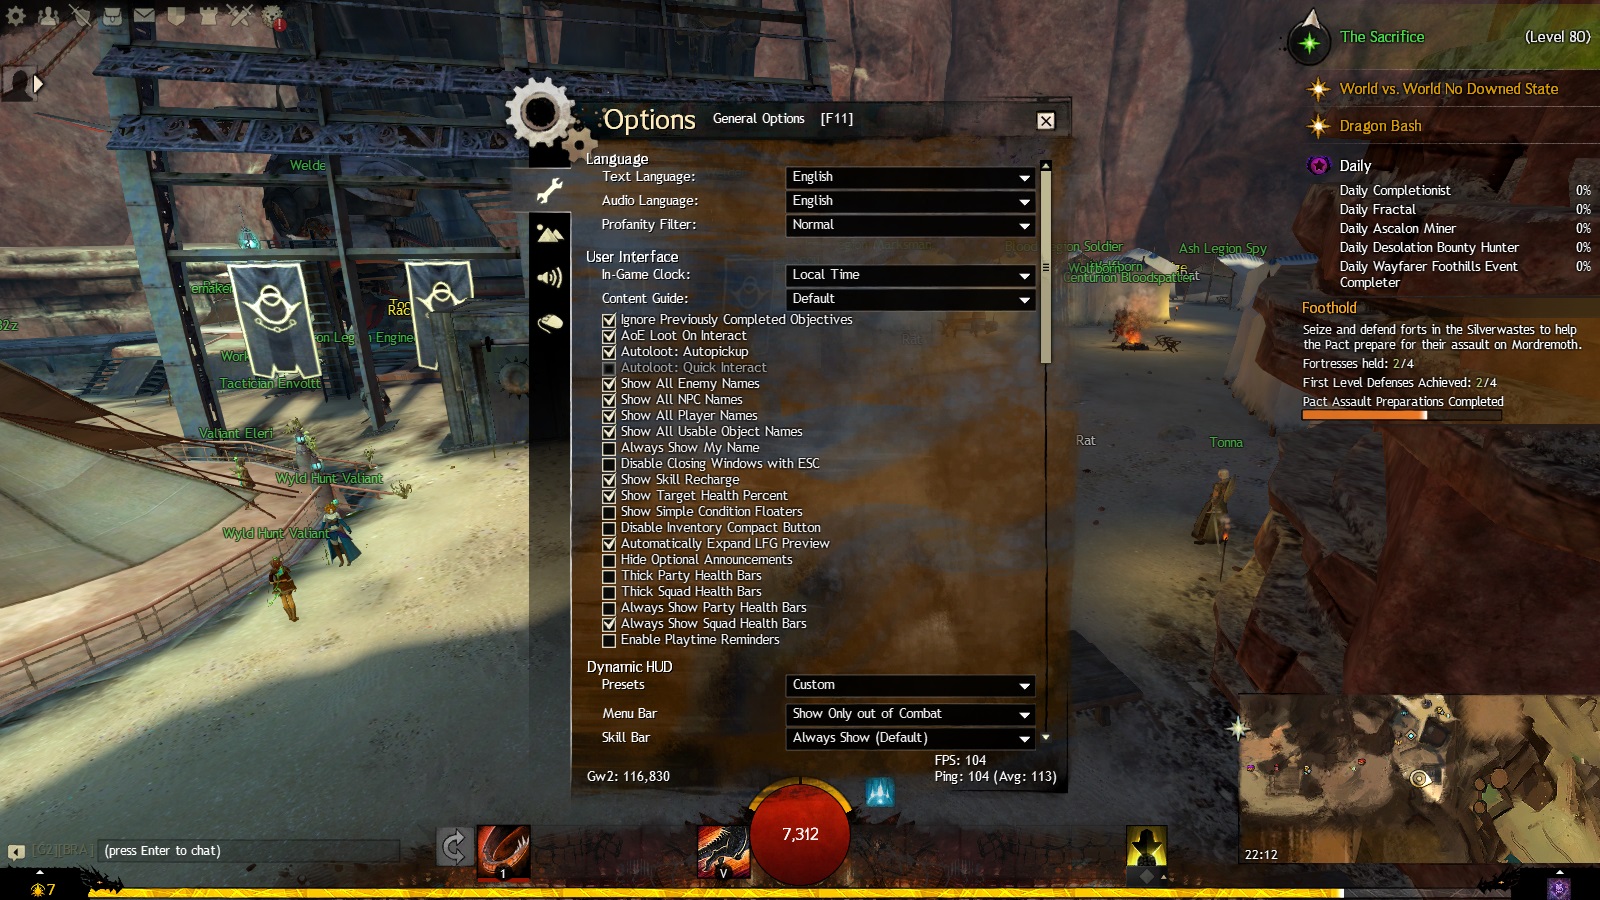 Options General Options [F11]
Language
Text Language: English
Audio Language: English
Profanity Filter: Normal
User Interface
In-Game Clock: Local Time
Content Guide: Default
Ignore Previously Completed Objectives
AoE Loot On Interact
Autoloot: Autopickup
Autoloot: Quick Interact
Show All Enemy Names
Show All NPC Names
Show All Player Names
Show All Usable Object Names
Always Show My Name
Disable Closing Windows with ESC
Show Skill Recharge
Show Target Health Percent
Show Simple Condition Floaters
Disable Inventory Compact Button
Automatically Expand LFG Preview
Hide Optional Announcements
Thick Party Health Bars
Thick Squad Health Bars
Always Show Party Health Bars
Always Show Squad Health Bars
Enable Playtime Reminders
Dynamic HUD
Presets Custom
Menu Bar Show Only out of Combat
Skill Bar Always Show (Default)
FPS: 104
Gw2: 116,830 Ping: 104 (Avg: 113)
The Sacrifice (Level 80)
World vs. World No Downed State
Dragon Bash
Daily
Daily Completionist 0%
Daily Fractal 0%
Daily Ascalon Miner 0%
Daily Desolation Bounty Hunter 0%
Daily Wayfarer Foothills Event 0%
Completer
Foothold
Seize and defend forts in the Silverwastes to help
the Pact prepare for their assault on Mordremoth.
Fortresses held: 2/4
First Level Defenses Achieved: 2/4
Pact Assault Preparations Completed
Welde
Tactician Envoltt
Valiant Eleri
Wyld Hunt Valiant
Wyld Hunt Valiant
Soldier
Ash Legion Spy
Rat
Tonna
22:12
7,312
1
V
[BRA]
(press Enter to chat)
7